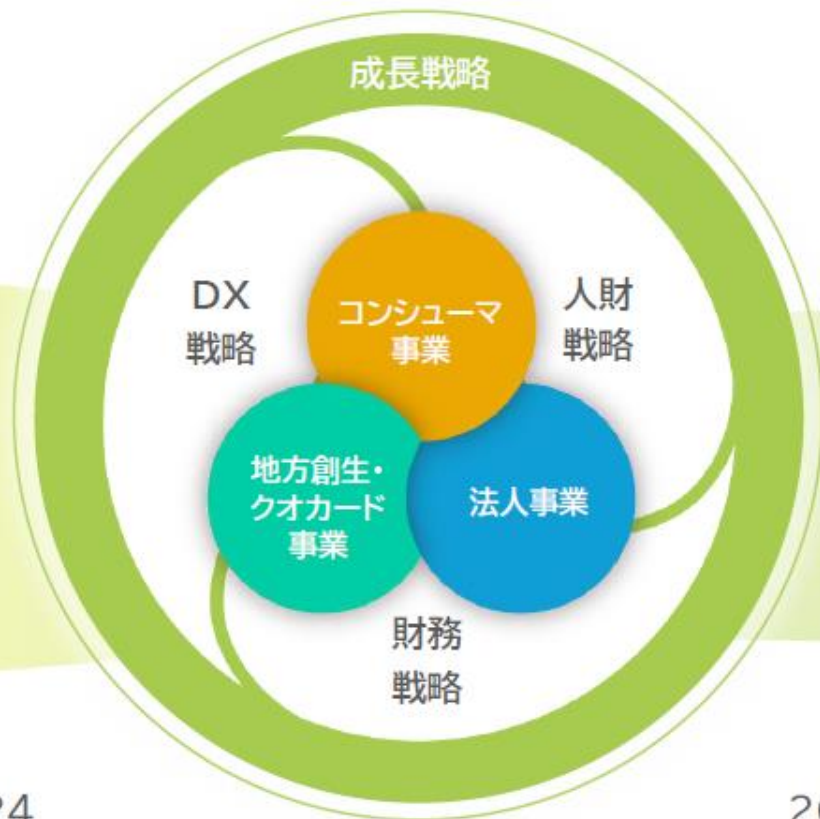 成長戦略
DX
戦略
人財
戦略
コンシューマ
事業
地方創生・
クオカード
事業
法人事業
財務
戦略